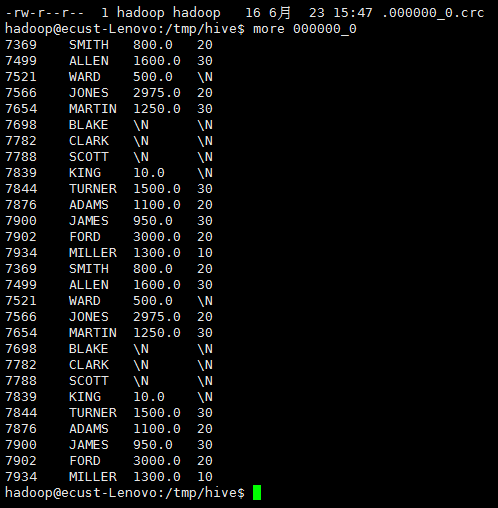 -rw-r--r--  1 hadoop hadoop   16 6月  23 15:47 .000000_0.crc
hadoop@ecust-Lenovo:/tmp/hive$ more 000000_0
7369    SMITH   800.0   20
7499    ALLEN   1600.0  30
7521    WARD    500.0   \N
7566    JONES   2975.0  20
7654    MARTIN  1250.0  30
7698    BLAKE   \N      \N
7782    CLARK   \N      \N
7788    SCOTT   \N      \N
7839    KING    10.0    \N
7844    TURNER  1500.0  30
7876    ADAMS   1100.0  20
7900    JAMES   950.0   30
7902    FORD    3000.0  20
7934    MILLER  1300.0  10
7369    SMITH   800.0   20
7499    ALLEN   1600.0  30
7521    WARD    500.0   \N
7566    JONES   2975.0  20
7654    MARTIN  1250.0  30
7698    BLAKE   \N      \N
7782    CLARK   \N      \N
7788    SCOTT   \N      \N
7839    KING    10.0    \N
7844    TURNER  1500.0  30
7876    ADAMS   1100.0  20
7900    JAMES   950.0   30
7902    FORD    3000.0  20
7934    MILLER  1300.0  10
hadoop@ecust-Lenovo:/tmp/hive$